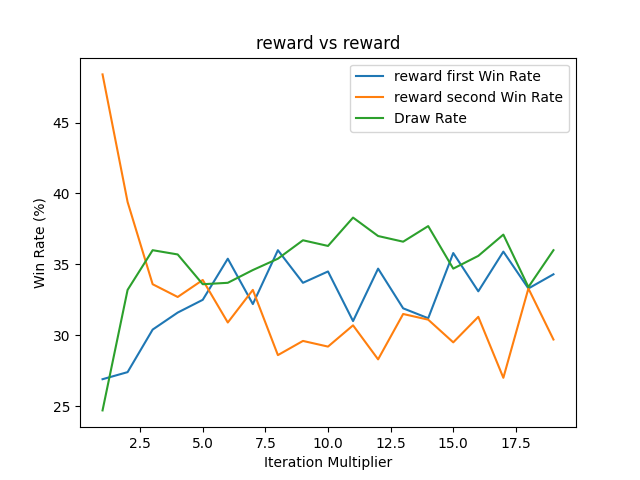 reward vs reward
reward first Win Rate
reward second Win Rate
Draw Rate
Win Rate (%)
45
40
35
30
25
2.5 5.0 7.5 10.0 12.5 15.0 17.5
Iteration Multiplier